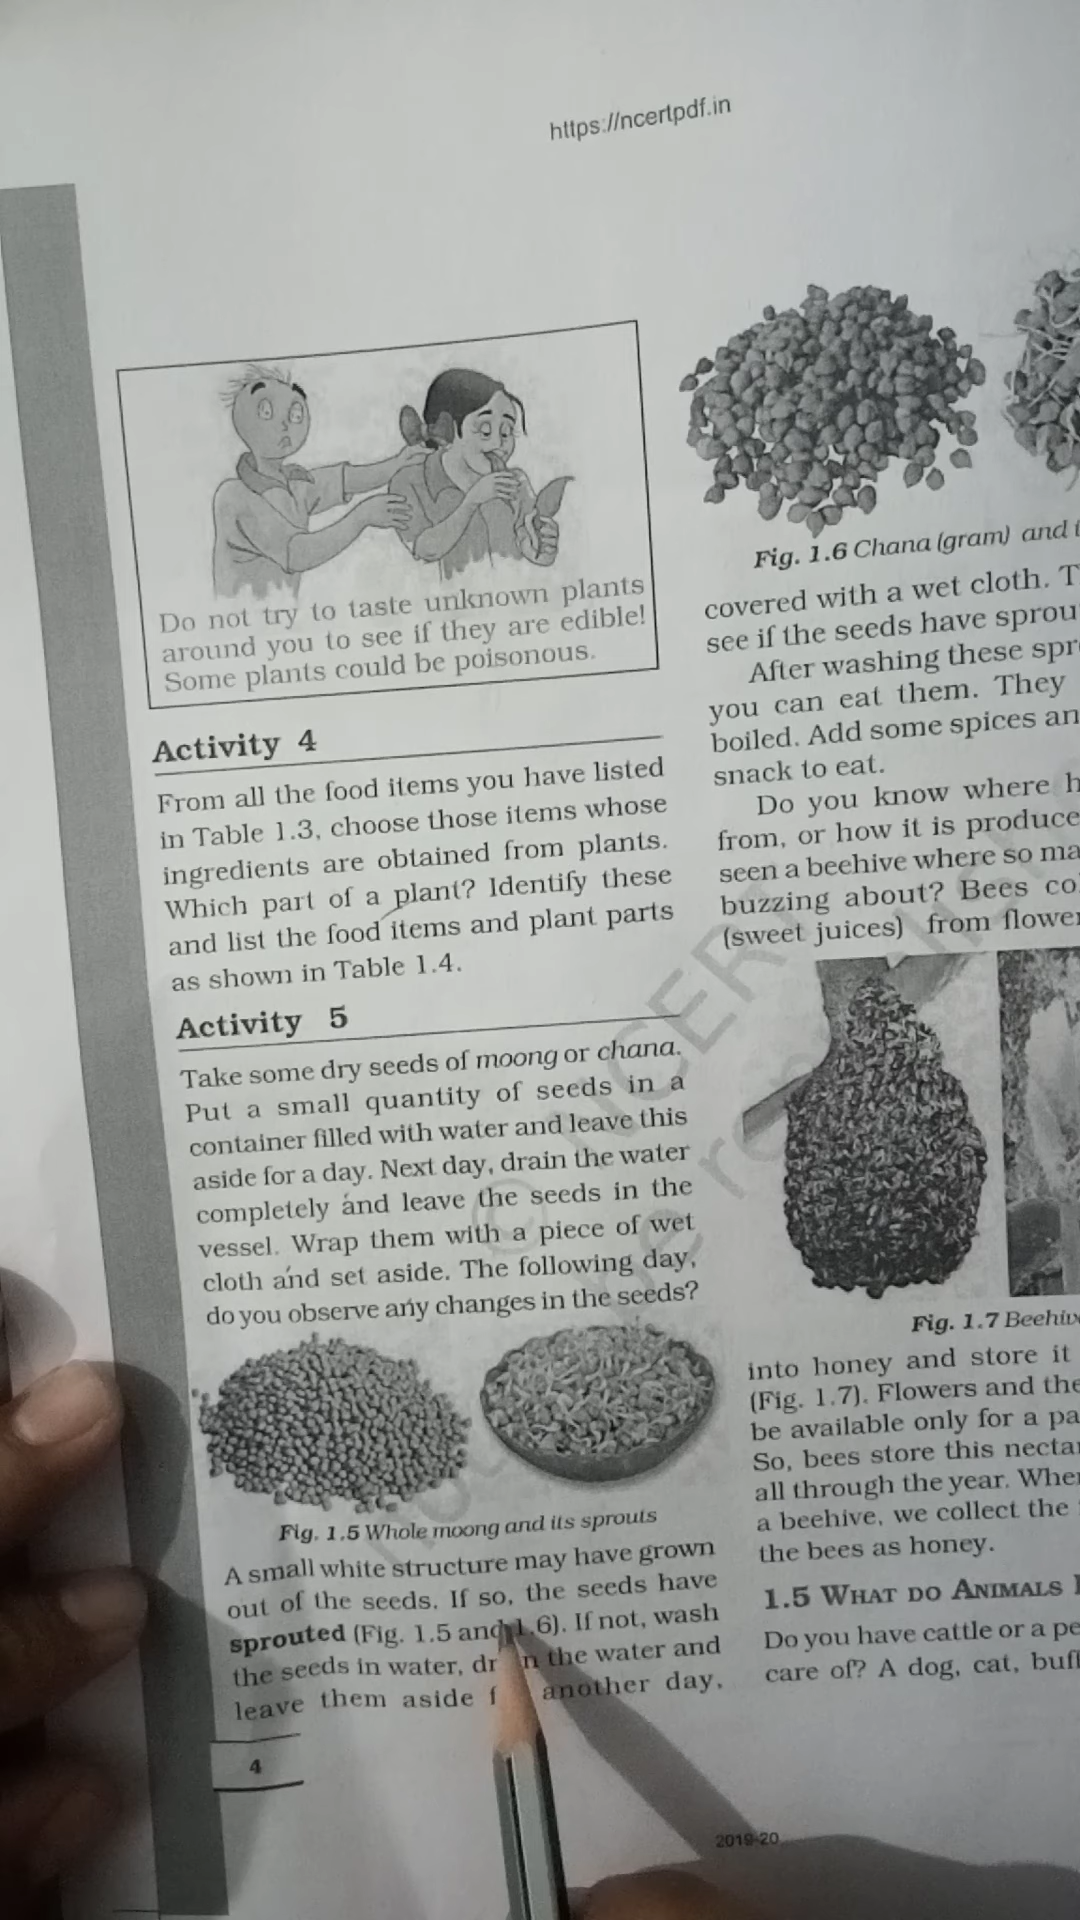 https://ncertpdf.in
Do not try to taste unknown plants
around you to see if they are edible!
Some plants could be poisonous.
Activity 4
From all the food items you have listed
in Table 1.3, choose those items whose
ingredients are obtained from plants.
Which part of a plant? Identify these
and list the food items and plant parts
as shown in Table 1.4.
Activity 5
Take some dry seeds of moong or chana.
Put a small quantity of seeds in a
container filled with water and leave this
aside for a day. Next day, drain the water
completely and leave the seeds in the
vessel. Wrap them with a piece of wet
cloth and set aside. The following day,
do you observe any changes in the seeds?
Fig. 1.5 Whole moong and its sprouts
A small white structure may have grown
out of the seeds. If so, the seeds have
sprouted (Fig. 1.5 and 1.6). If not, wash
the seeds in water, the water and
leave them aside another day,
4
Fig. 1.6 Chana (gram) and
covered with a wet cloth.
see if the seeds have
After washing these
you can eat them. They
boiled. Add some spices
snack to eat.
Do you know where
from, or how it is
seen a beehive where so
buzzing about? Bees
(sweet juices) from
© NCERT
Fig. 1.7
into honey and store it
(Fig. 1.7). Flowers and
be available only for a
So, bees store this
all through the year.
a beehive, we collect the
the bees as honey.
1.5 WHAT DO ANIMALS
Do you have cattle or a
care of? A dog, cat,
2019-20